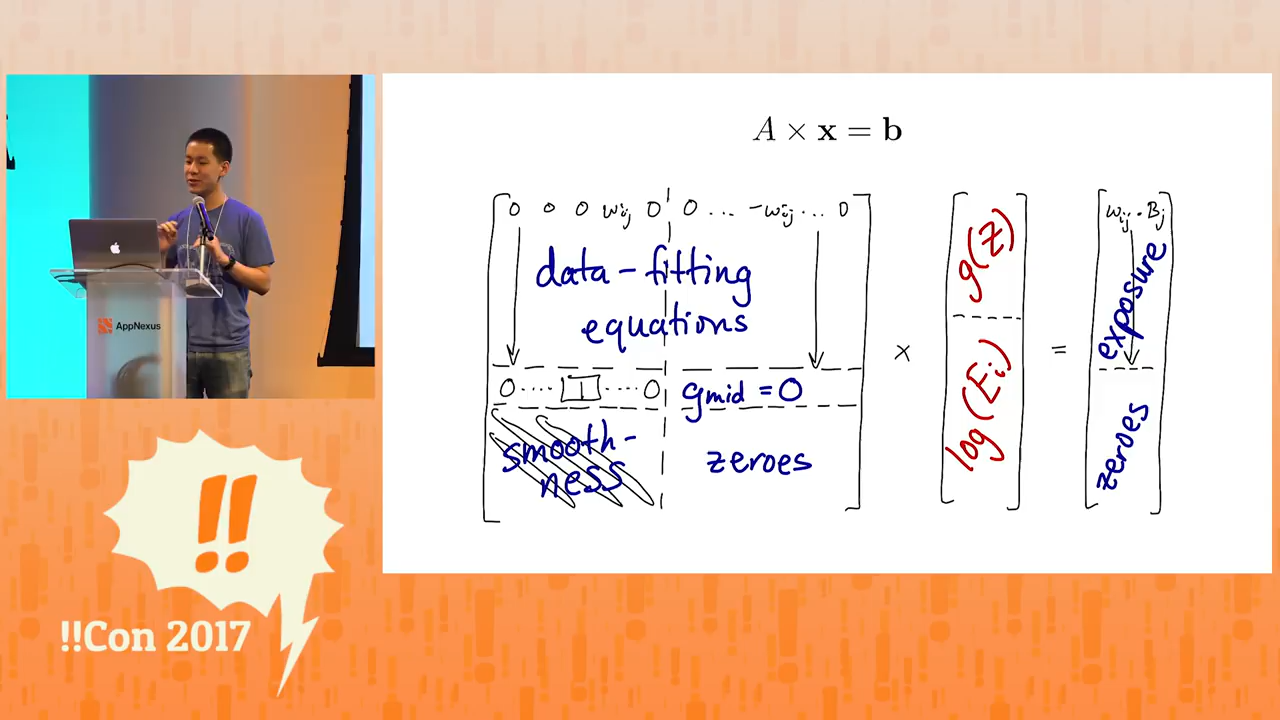 A × x = b
0 0 0 wij 0 0 ... -wij ... 0
data-fitting
equations
0 .... 1 .... 0 gmid = 0
smooth-
ness
zeroes
×
g(z)
log(Ei)
=
wij .. Bj
exposure
zeroes
AppNexus
!!
!!Con 2017